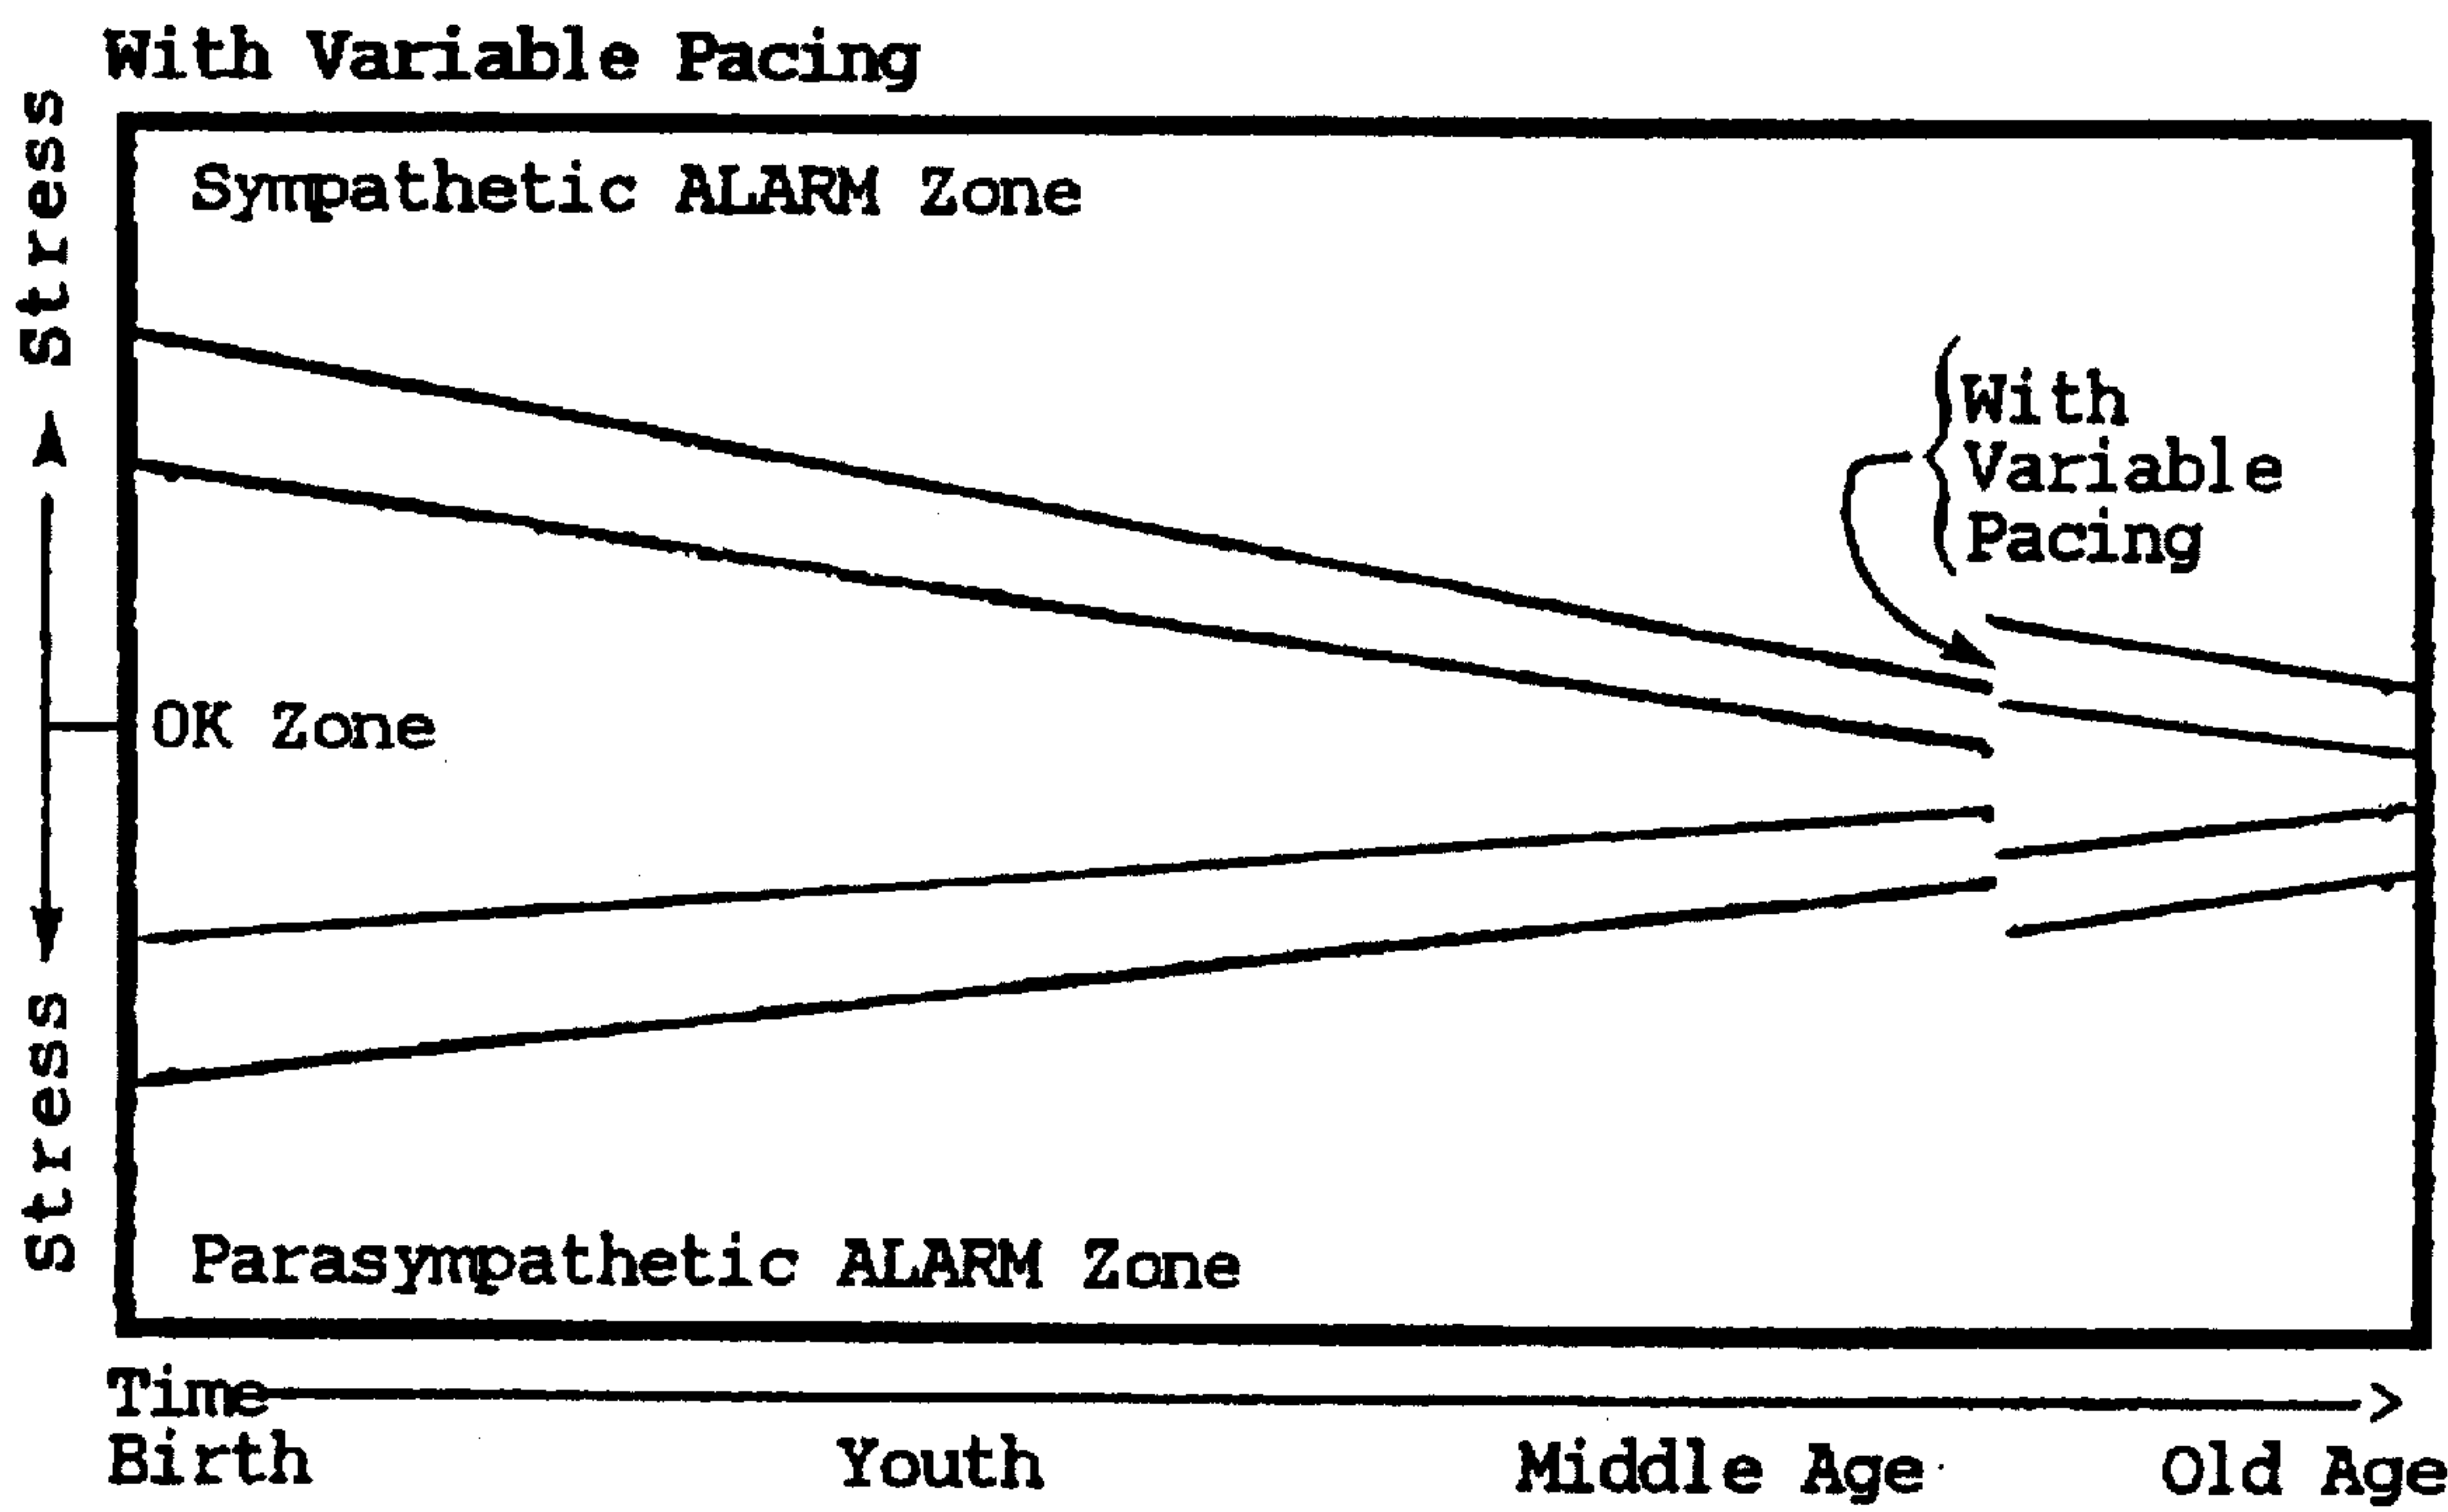 With Variable Pacing
Stress
Sympathetic ALARM Zone
With
Variable
Pacing
OK Zone
Stress
Parasympathetic ALARM Zone
Time
Birth Youth Middle Age Old Age